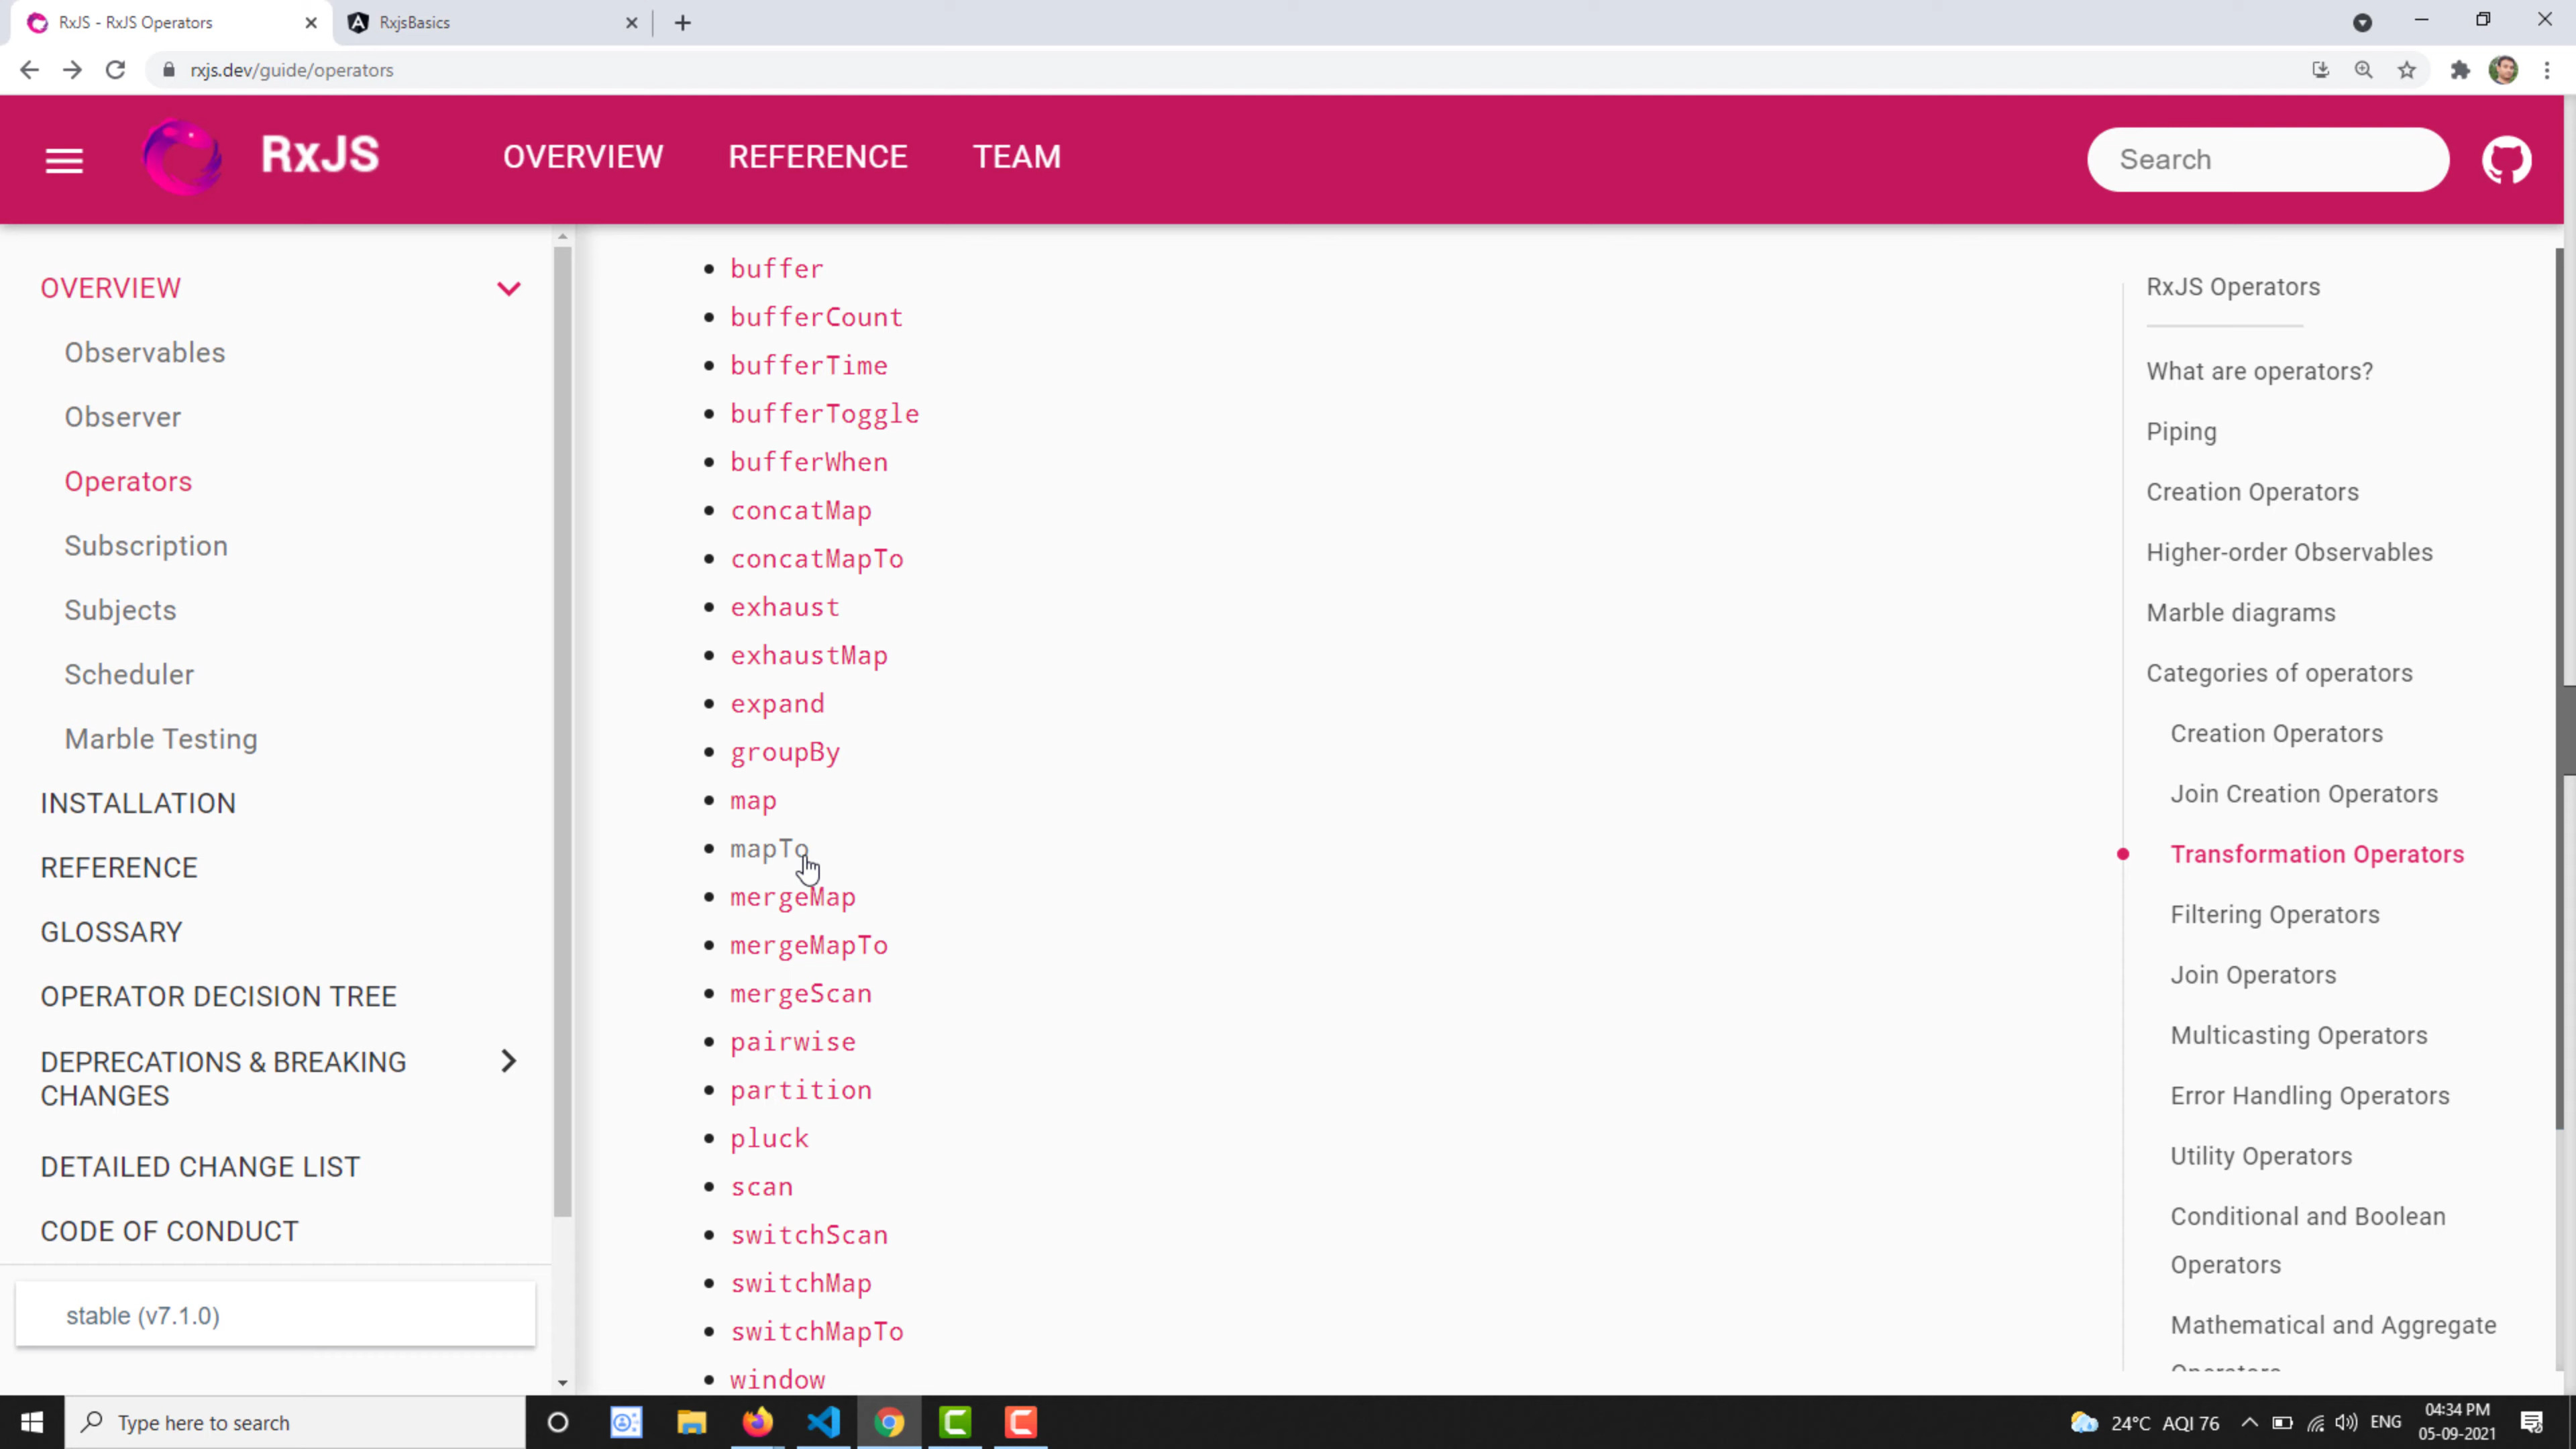 RxJS - RxJS Operators
RxjsBasics
rxjs.dev/guide/operators
RxJS
OVERVIEW
REFERENCE
TEAM
Search
OVERVIEW
Observables
Observer
Operators
Subscription
Subjects
Scheduler
Marble Testing
INSTALLATION
REFERENCE
GLOSSARY
OPERATOR DECISION TREE
DEPRECATIONS & BREAKING
CHANGES
DETAILED CHANGE LIST
CODE OF CONDUCT
stable (v7.1.0)
buffer
bufferCount
bufferTime
bufferToggle
bufferWhen
concatMap
concatMapTo
exhaust
exhaustMap
expand
groupBy
map
mapTo
mergeMap
mergeMapTo
mergeScan
pairwise
partition
pluck
scan
switchScan
switchMap
switchMapTo
window
RxJS Operators
What are operators?
Piping
Creation Operators
Higher-order Observables
Marble diagrams
Categories of operators
Creation Operators
Join Creation Operators
Transformation Operators
Filtering Operators
Join Operators
Multicasting Operators
Error Handling Operators
Utility Operators
Conditional and Boolean
Operators
Mathematical and Aggregate
Operators
Type here to search
24°C AQI 76
ENG
04:34 PM
05-09-2021